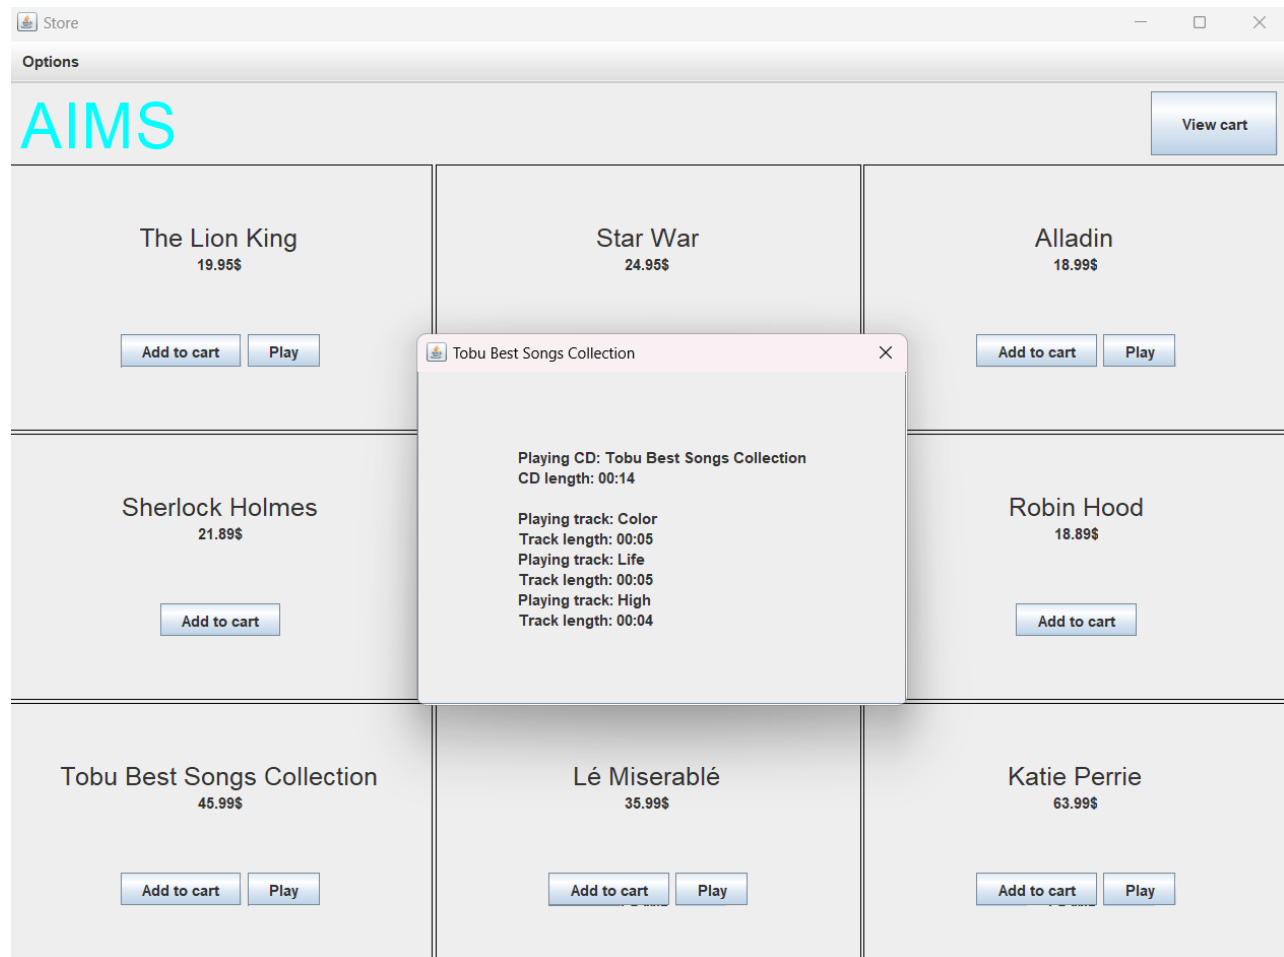 Store
Options
AIMS
View cart
The Lion King
19.95$
Add to cart
Play
Star War
24.95$
Alladin
18.99$
Add to cart
Play
Tobu Best Songs Collection
Playing CD: Tobu Best Songs Collection
CD length: 00:14
Playing track: Color
Track length: 00:05
Playing track: Life
Track length: 00:05
Playing track: High
Track length: 00:04
Sherlock Holmes
21.89$
Add to cart
Robin Hood
18.89$
Add to cart
Tobu Best Songs Collection
45.99$
Add to cart
Play
Lé Miserablé
35.99$
Add to cart
Play
Katie Perrie
63.99$
Add to cart
Play